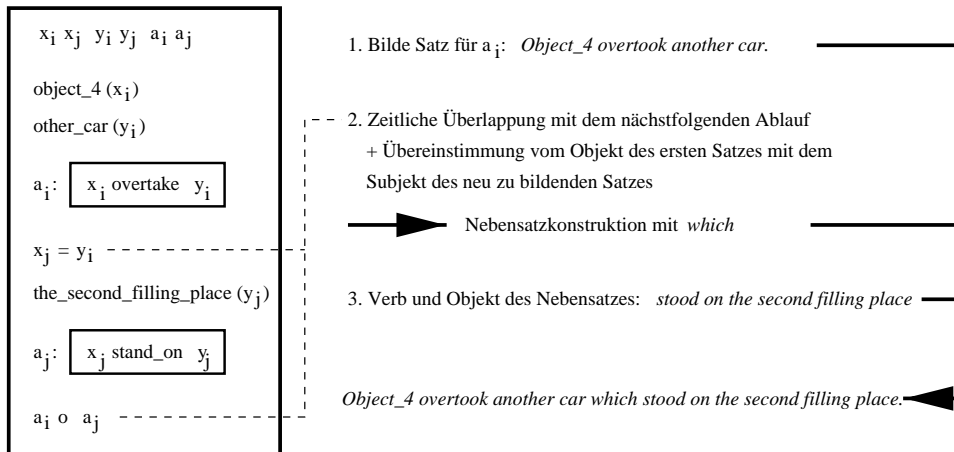 x_i x_j y_i y_j a_i a_j
object_4 (x_i)
other_car (y_i)
a_i: x_i overtake y_i
x_j = y_i
the_second_filling_place (y_j)
a_j: x_j stand_on y_j
a_i o a_j
1. Bilde Satz für a_i: Object_4 overtook another car.
2. Zeitliche Überlappung mit dem nächstfolgenden Ablauf
+ Übereinstimmung vom Objekt des ersten Satzes mit dem
Subjekt des neu zu bildenden Satzes
Nebensatzkonstruktion mit which
3. Verb und Objekt des Nebensatzes: stood on the second filling place
Object_4 overtook another car which stood on the second filling place.